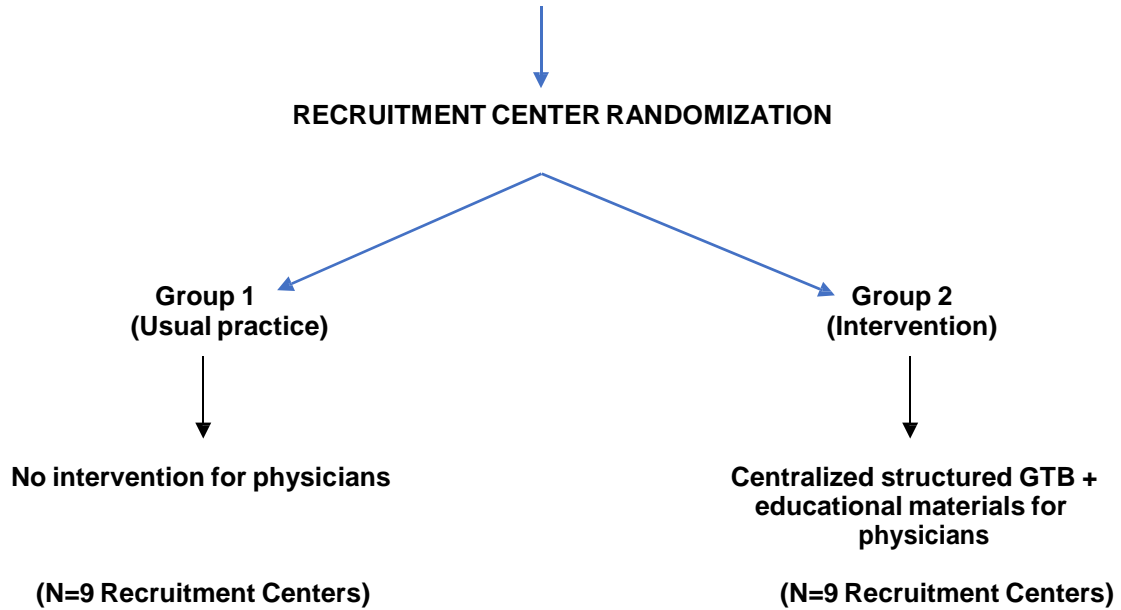 RECRUITMENT CENTER RANDOMIZATION
Group 1
(Usual practice)
Group 2
(Intervention)
No intervention for physicians
Centralized structured GTB +
educational materials for
physicians
(N=9 Recruitment Centers)
(N=9 Recruitment Centers)